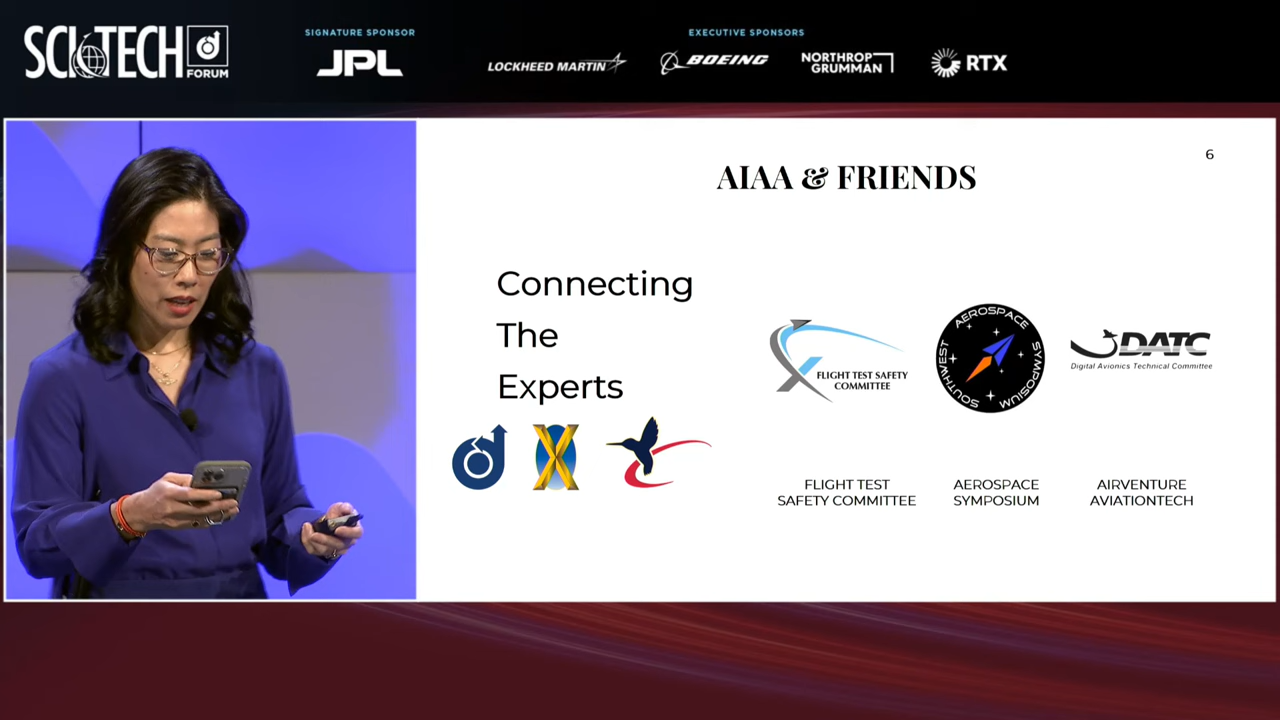 SCITECH
FORUM
SIGNATURE SPONSOR
JPL
EXECUTIVE SPONSORS
LOCKHEED MARTIN
BOEING
NORTHROP
GRUMMAN
RTX
6
AIAA & FRIENDS
Connecting
The
Experts
X
FLIGHT TEST SAFETY
COMMITTEE
SOUTHWEST AEROSPACE SYMPOSIUM
DATC
Digital Avionics Technical Committee
FLIGHT TEST
SAFETY COMMITTEE
AEROSPACE
SYMPOSIUM
AIRVENTURE
AVIATIONTECH